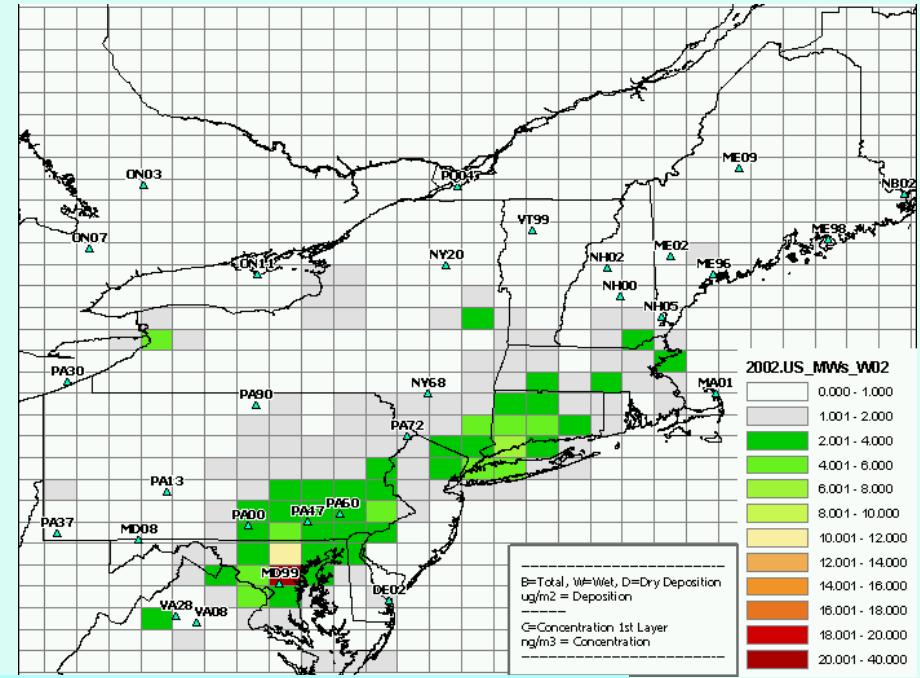 ME09
ON03
PQ04
NB02
VT99
ME98
ON07
ME02
NY20
NH02
ON11
ME96
NH00
NH05
2002.US_MWs_W02
PA30
NY68
MA01
0.000 - 1.000
PA90
1.001 - 2.000
PA72
2.001 - 4.000
4.001 - 6.000
PA13
6.001 - 8.000
PA60
PA00
PA47
8.001 - 10.000
PA37
MD08
10.001 - 12.000
12.001 - 14.000
MD99
B=Total, W=Wet, D=Dry Deposition
14.001 - 16.000
DE02
ug/m2 = Deposition
-----
16.001 - 18.000
VA28
VA08
C=Concentration 1st Layer
18.001 - 20.000
ng/m3 = Concentration
20.001 - 40.000